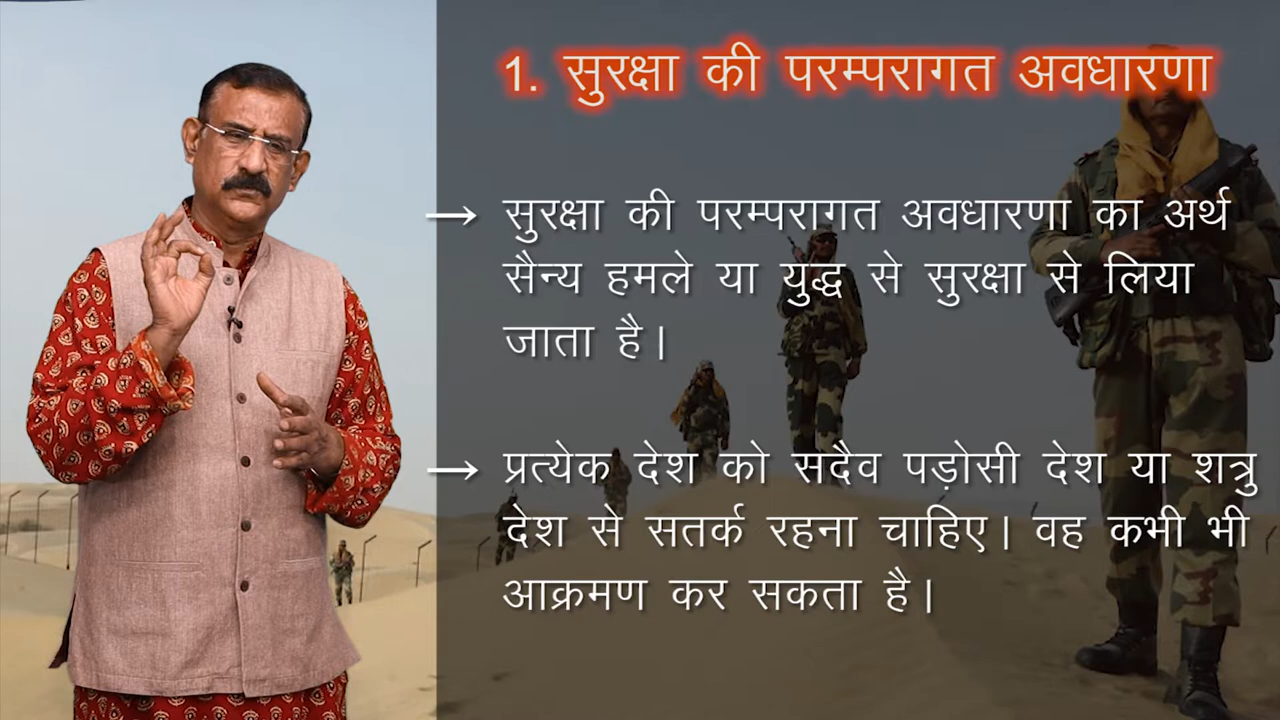 1. सुरक्षा की परम्परागत अवधारणा
→ सुरक्षा की परम्परागत अवधारणा का अर्थ
सैन्य हमले या युद्ध से सुरक्षा से लिया
जाता है।
→ प्रत्येक देश को सदैव पड़ोसी देश या शत्रु
देश से सतर्क रहना चाहिए। वह कभी भी
आक्रमण कर सकता है।